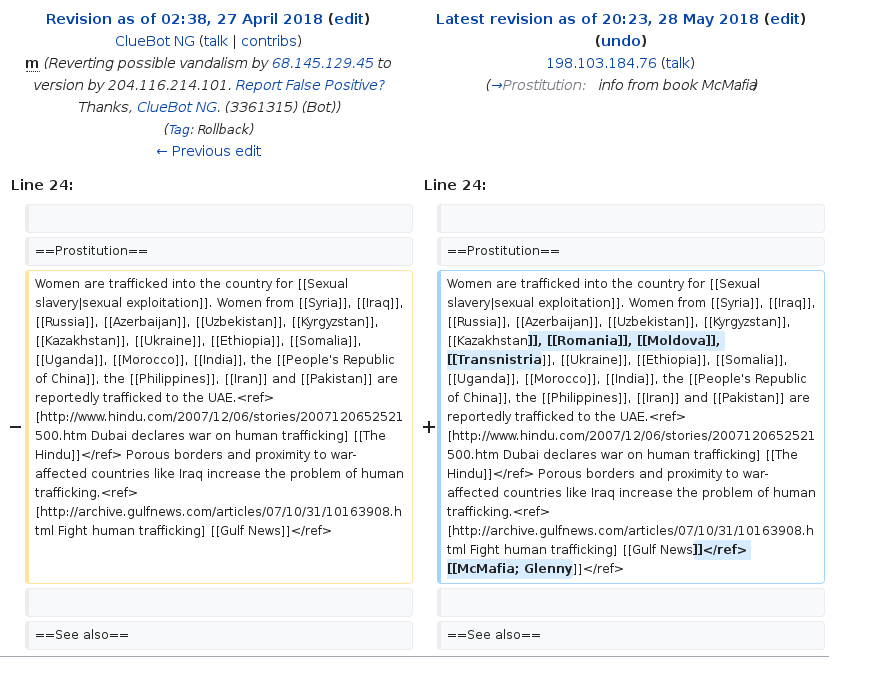 Revision as of 02:38, 27 April 2018 (edit)
ClueBot NG (talk | contribs)
m (Reverting possible vandalism by 68.145.129.45 to
version by 204.116.214.101. Report False Positive?
Thanks, ClueBot NG. (3361315) (Bot))
(Tag: Rollback)
← Previous edit
Latest revision as of 20:23, 28 May 2018 (edit)
(undo)
198.103.184.76 (talk)
(→Prostitution: info from book McMafia)
Line 24:
Line 24:
==Prostitution==
==Prostitution==
−
Women are trafficked into the country for [[Sexual
slavery|sexual exploitation]]. Women from [[Syria]], [[Iraq]],
[[Russia]], [[Azerbaijan]], [[Uzbekistan]], [[Kyrgyzstan]],
[[Kazakhstan]], [[Ukraine]], [[Ethiopia]], [[Somalia]],
[[Uganda]], [[Morocco]], [[India]], the [[People's Republic
of China]], the [[Philippines]], [[Iran]] and [[Pakistan]] are
reportedly trafficked to the UAE.<ref>
[http://www.hindu.com/2007/12/06/stories/2007120652521
500.htm Dubai declares war on human trafficking] [[The
Hindu]]</ref> Porous borders and proximity to war-
affected countries like Iraq increase the problem of human
trafficking.<ref>
[http://archive.gulfnews.com/articles/07/10/31/10163908.h
tml Fight human trafficking] [[Gulf News]]</ref>
+
Women are trafficked into the country for [[Sexual
slavery|sexual exploitation]]. Women from [[Syria]], [[Iraq]],
[[Russia]], [[Azerbaijan]], [[Uzbekistan]], [[Kyrgyzstan]],
[[Kazakhstan]], [[Romania]], [[Moldova]],
[[Transnistria]], [[Ukraine]], [[Ethiopia]], [[Somalia]],
[[Uganda]], [[Morocco]], [[India]], the [[People's Republic
of China]], the [[Philippines]], [[Iran]] and [[Pakistan]] are
reportedly trafficked to the UAE.<ref>
[http://www.hindu.com/2007/12/06/stories/2007120652521
500.htm Dubai declares war on human trafficking] [[The
Hindu]]</ref> Porous borders and proximity to war-
affected countries like Iraq increase the problem of human
trafficking.<ref>
[http://archive.gulfnews.com/articles/07/10/31/10163908.h
tml Fight human trafficking] [[Gulf News]]</ref>
[[McMafia; Glenny]]</ref>
==See also==
==See also==